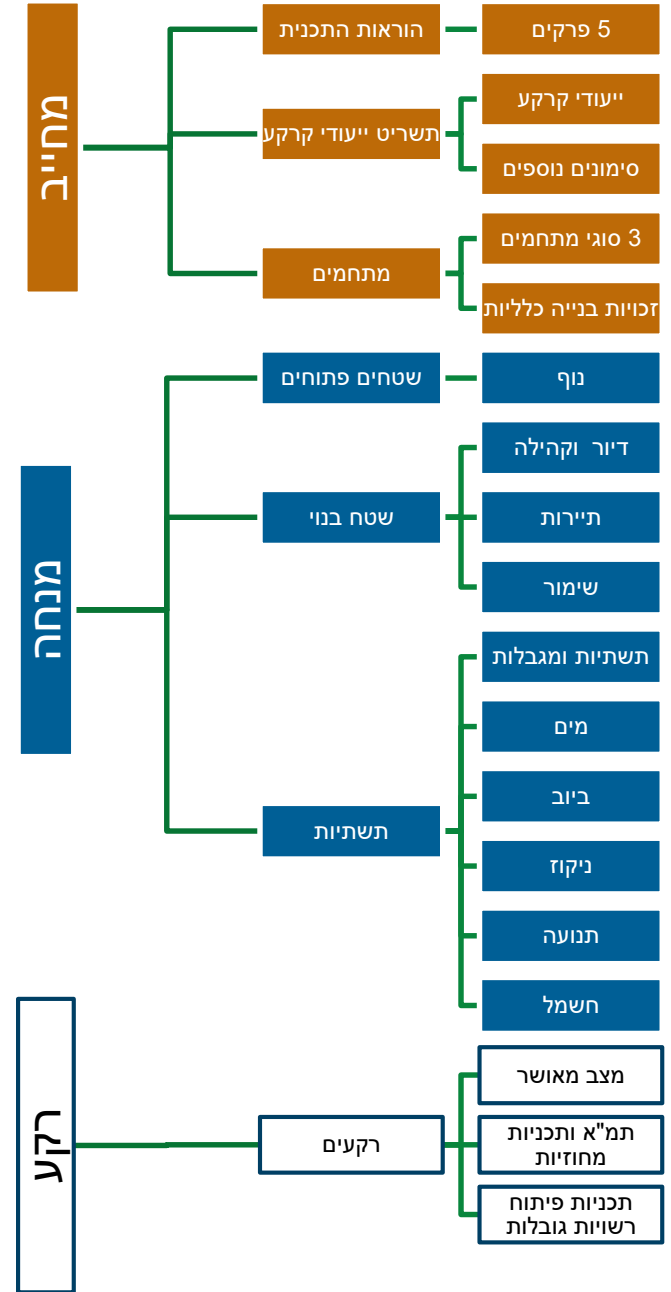 מחייב
הוראות התכנית
5 פרקים
תשריט ייעודי קרקע
ייעודי קרקע
סימונים נוספים
מתחמים
3 סוגי מתחמים
זכויות בנייה כלליות
מנחה
שטחים פתוחים
נוף
שטח בנוי
דיור וקהילה
תיירות
שימור
תשתיות
תשתיות ומגבלות
מים
ביוב
ניקוז
תנועה
חשמל
רקע
רקעים
מצב מאושר
תמ"א ותכניות
מחוזיות
תכניות פיתוח
רשויות גובלות